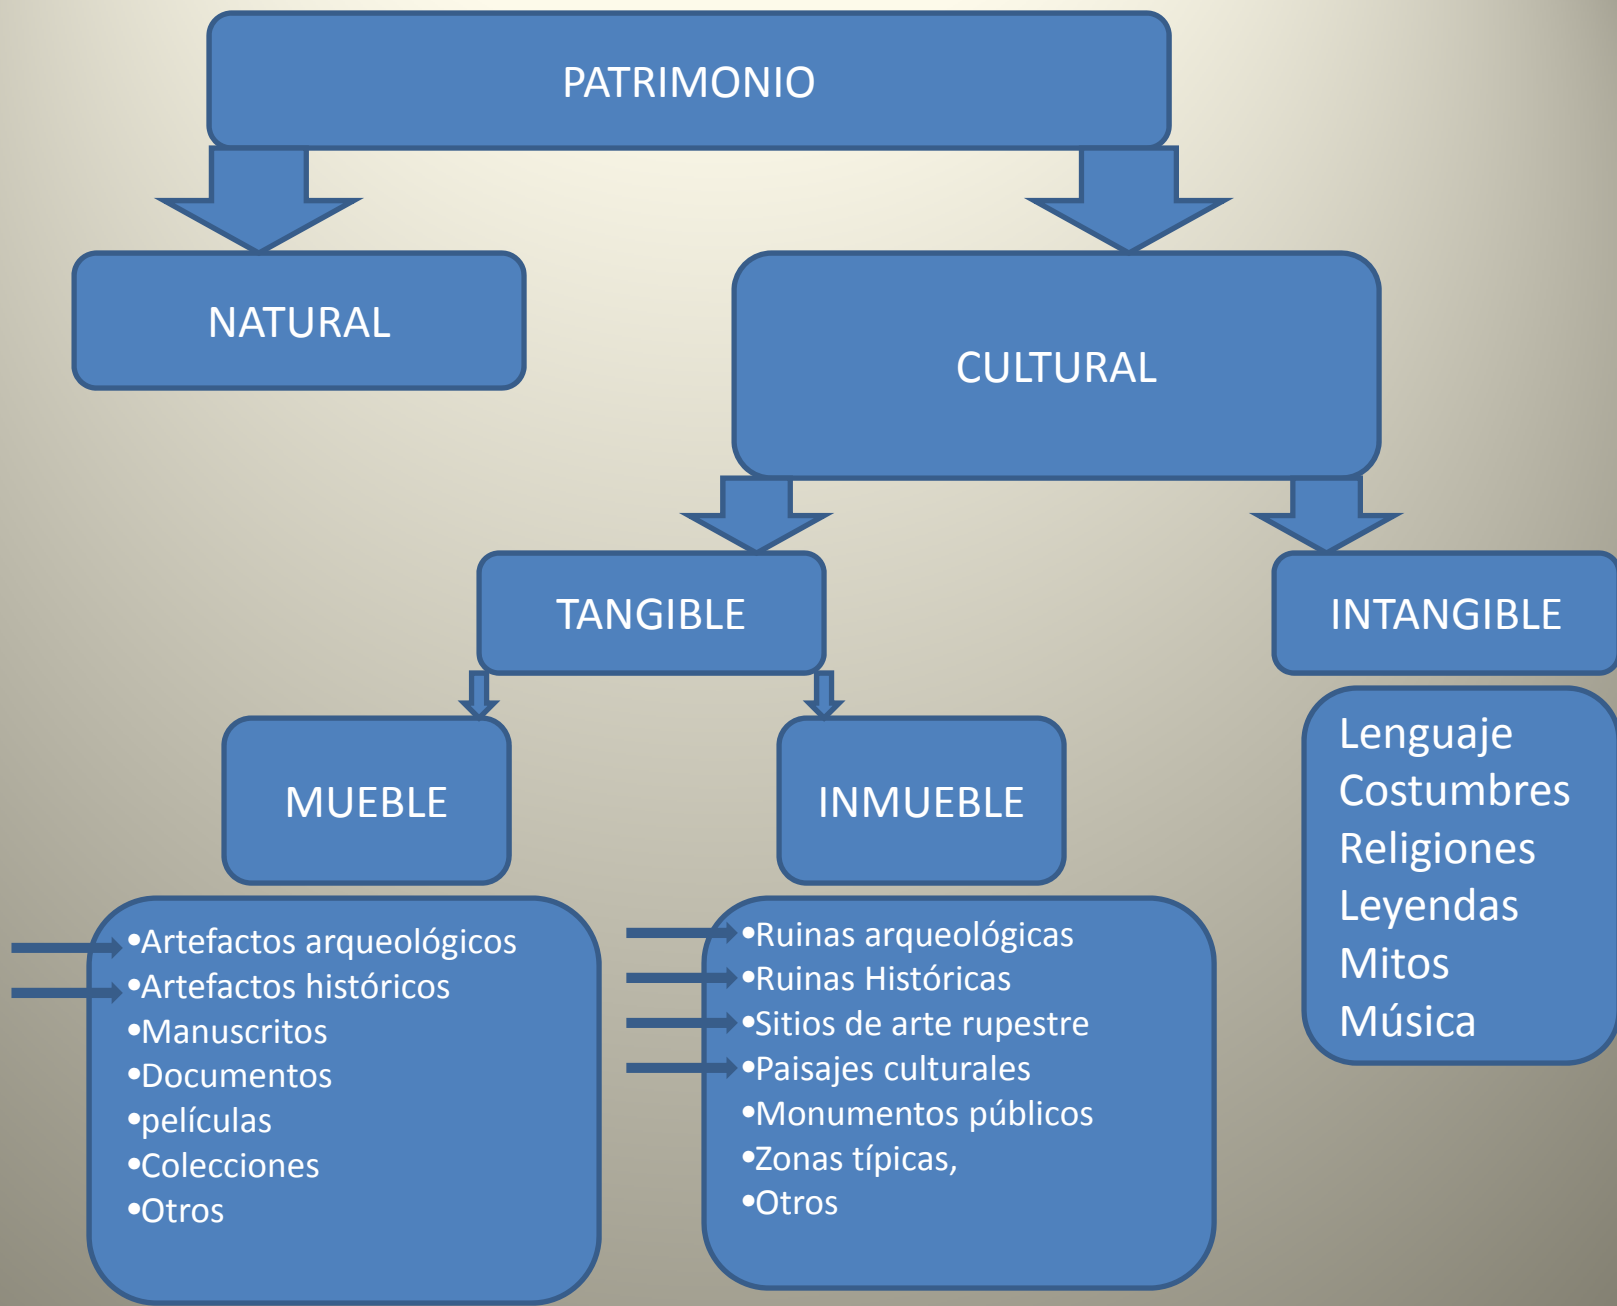 PATRIMONIO
NATURAL
CULTURAL
TANGIBLE
INTANGIBLE
MUEBLE
INMUEBLE
•Artefactos arqueológicos
•Artefactos históricos
•Manuscritos
•Documentos
•películas
•Colecciones
•Otros
•Ruinas arqueológicas
•Ruinas Históricas
•Sitios de arte rupestre
•Paisajes culturales
•Monumentos públicos
•Zonas típicas,
•Otros
Lenguaje
Costumbres
Religiones
Leyendas
Mitos
Música